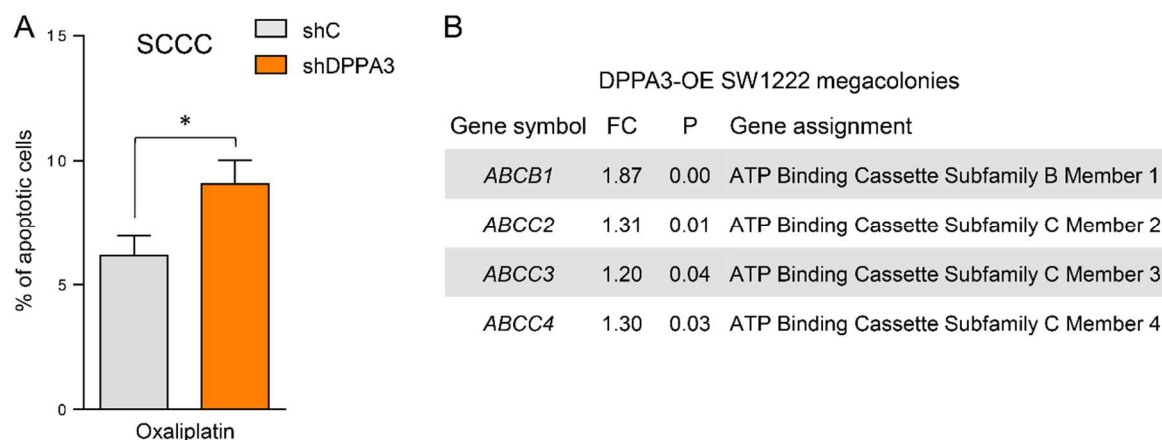 A
SCCC
shC
shDPPA3
15
10
5
0
% of apoptotic cells
*
Oxaliplatin
B
DPPA3-OE SW1222 megacolonies
Gene symbol FC P Gene assignment
ABCB1 1.87 0.00 ATP Binding Cassette Subfamily B Member 1
ABCC2 1.31 0.01 ATP Binding Cassette Subfamily C Member 2
ABCC3 1.20 0.04 ATP Binding Cassette Subfamily C Member 3
ABCC4 1.30 0.03 ATP Binding Cassette Subfamily C Member 4